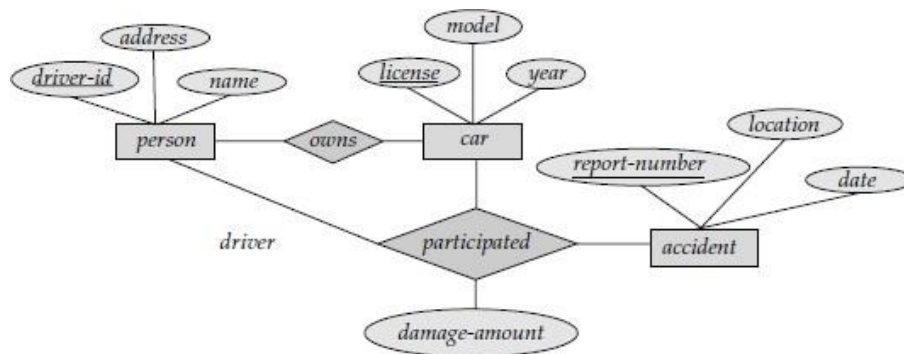 model
address
driver-id
name
license
year
person
owns
car
location
report-number
date
driver
participated
accident
damage-amount